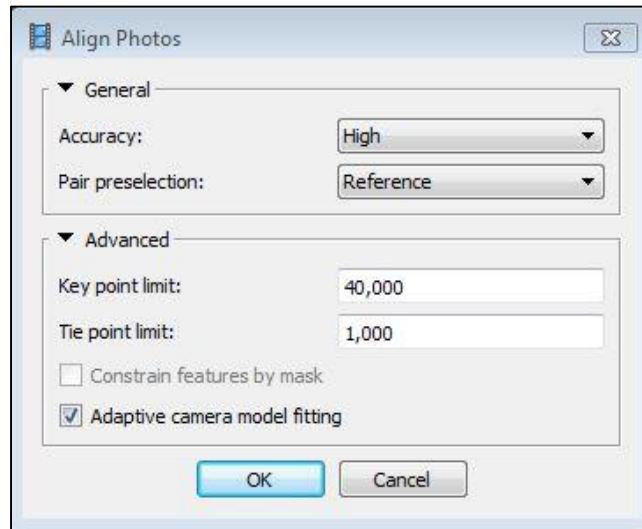 Align Photos
General
Accuracy: High
Pair preselection: Reference
Advanced
Key point limit: 40,000
Tie point limit: 1,000
Constrain features by mask
Adaptive camera model fitting
OK Cancel